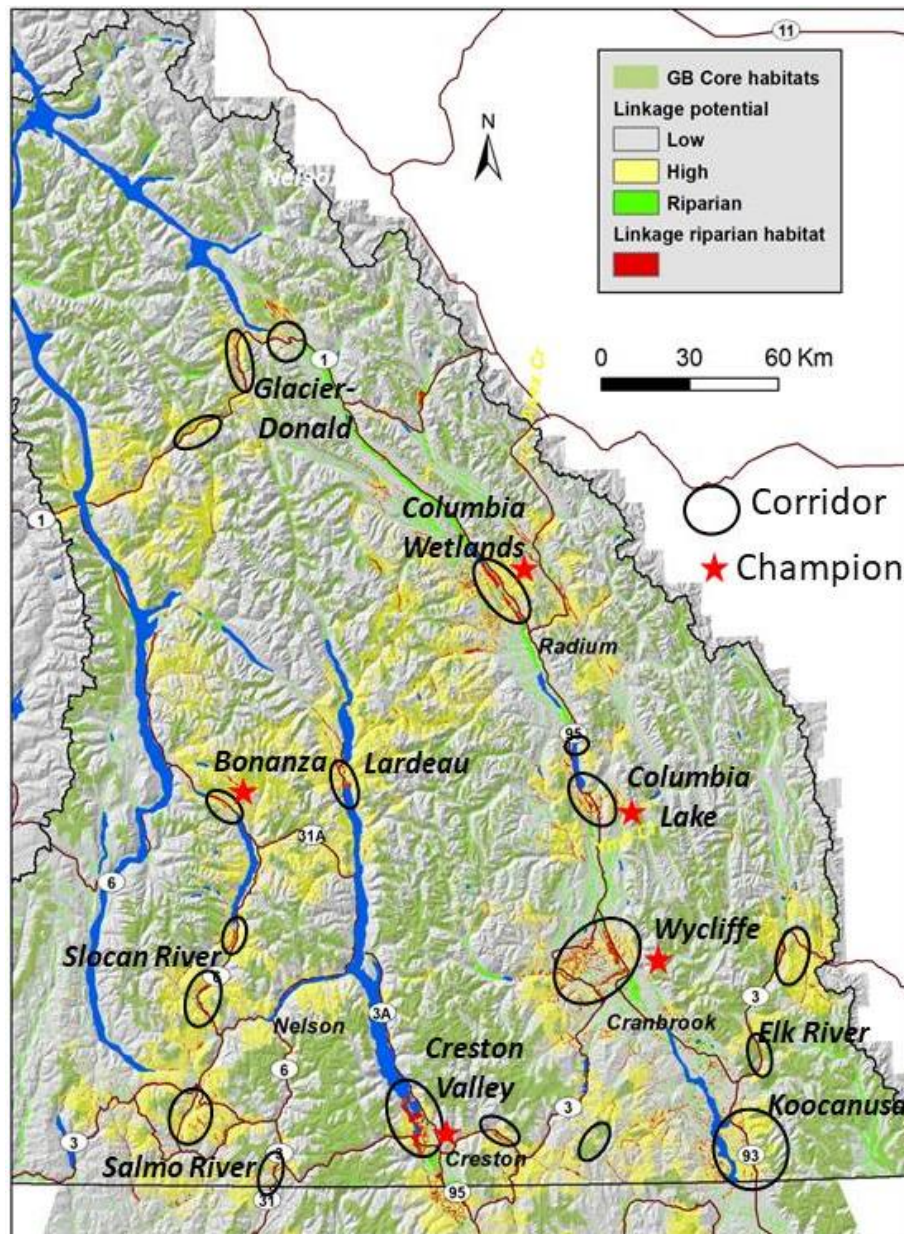 11
GB Core habitats
Linkage potential
Low
High
Riparian
Linkage riparian habitat
N
0 30 60 Km
1
Glacier-
Donald
1
Columbia
Wetlands
Corridor
Champion
Radium
95
Bonanza
Lardeau
Columbia
Lake
31A
6
Slocan River
6
Wycliffe
3A
Nelson
Cranbrook
3
Elk River
6
Creston
Valley
3
Koocanusa
3
Creston
93
Salmo River
3
31
95